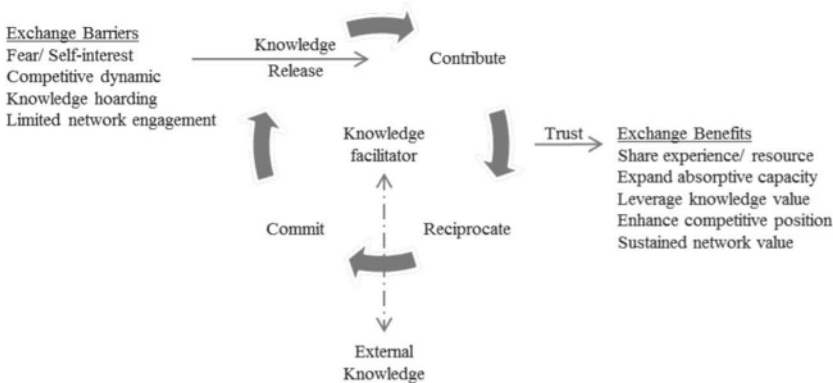 Exchange Barriers
Fear/ Self-interest
Competitive dynamic
Knowledge hoarding
Limited network engagement
Knowledge
Release
Contribute
Knowledge
facilitator
Trust
Exchange Benefits
Share experience/ resource
Expand absorptive capacity
Leverage knowledge value
Enhance competitive position
Sustained network value
Commit
Reciprocate
External
Knowledge